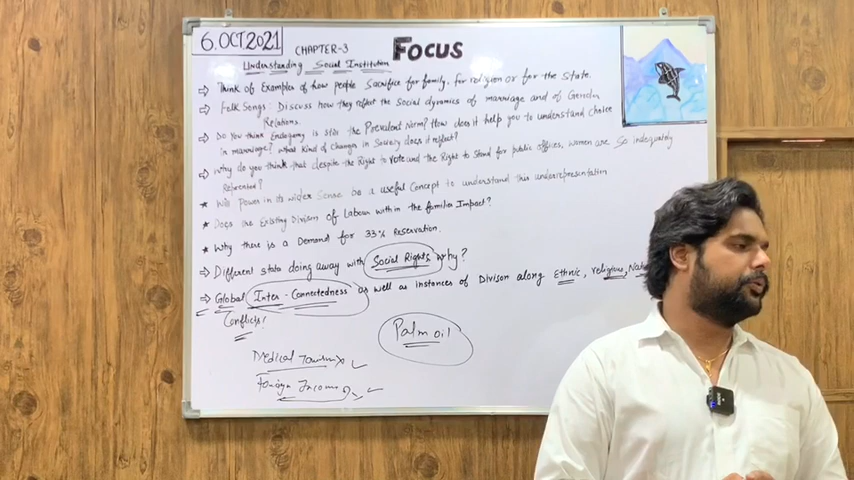 6.OCT.2021
CHAPTER-3
FOCUS
Understanding Social Institution
⇒ Think of Examples of how people Sacrifice for family, for religion or for the State.
⇒ Folk Songs: Discuss how they reflect the Social dynamics of marriage and of Gender
Relations.
⇒ Do You think Endogamy is still the Prevalent Norm? How does it help you to understand choice
in marriage? What kind of changes in Society does it reflect?
⇒ Why do you think that despite the Right to vote and the Right to Stand for public offices, women are so
★ Will power in its wider Sense be a useful Concept to understand this underrepresentation
★ Does the Existing Division of Labour within the families Impact?
★ Why there is a Demand for 33% Reservation.
⇒ Different state doing away with Social Rights why?
⇒ Global Inter-Connectedness as well as instances of Divison along Ethnic, religious,
Conflicts?
Palm oil
Medical Tourism
Foreign Income